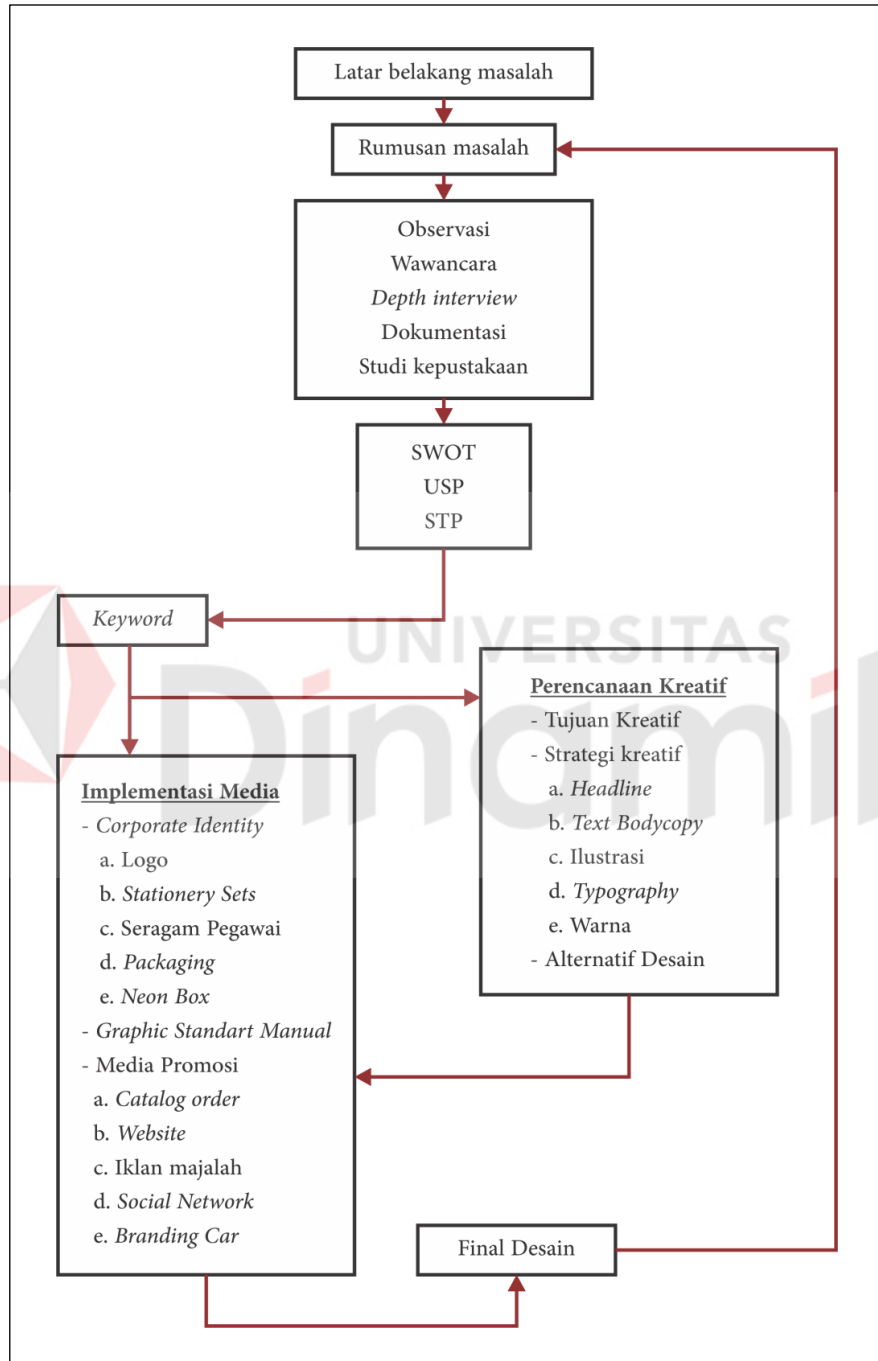 Latar belakang masalah
Rumusan masalah
Observasi
Wawancara
Depth interview
Dokumentasi
Studi kepustakaan
SWOT
USP
STP
Keyword
UNIVERSITAS
Perencanaan Kreatif
- Tujuan Kreatif
- Strategi kreatif
a. Headline
b. Text Bodycopy
c. Ilustrasi
d. Typography
e. Warna
- Alternatif Desain
Implementasi Media
- Corporate Identity
a. Logo
b. Stationery Sets
c. Seragam Pegawai
d. Packaging
e. Neon Box
- Graphic Standart Manual
- Media Promosi
a. Catalog order
b. Website
c. Iklan majalah
d. Social Network
e. Branding Car
Final Desain